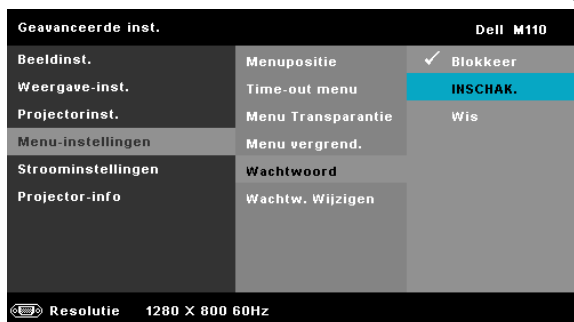 Geavanceerde inst. Dell M110
Beeldinst.
Weergave-inst.
Projectorinst.
Menu-instellingen
Stroominstellingen
Projector-info
Menupositie
Time-out menu
Menu Transparantie
Menu vergrend.
Wachtwoord
Wachtw. Wijzigen
Blokkeer
INSCHAK.
Wis
Resolutie 1280 X 800 60Hz